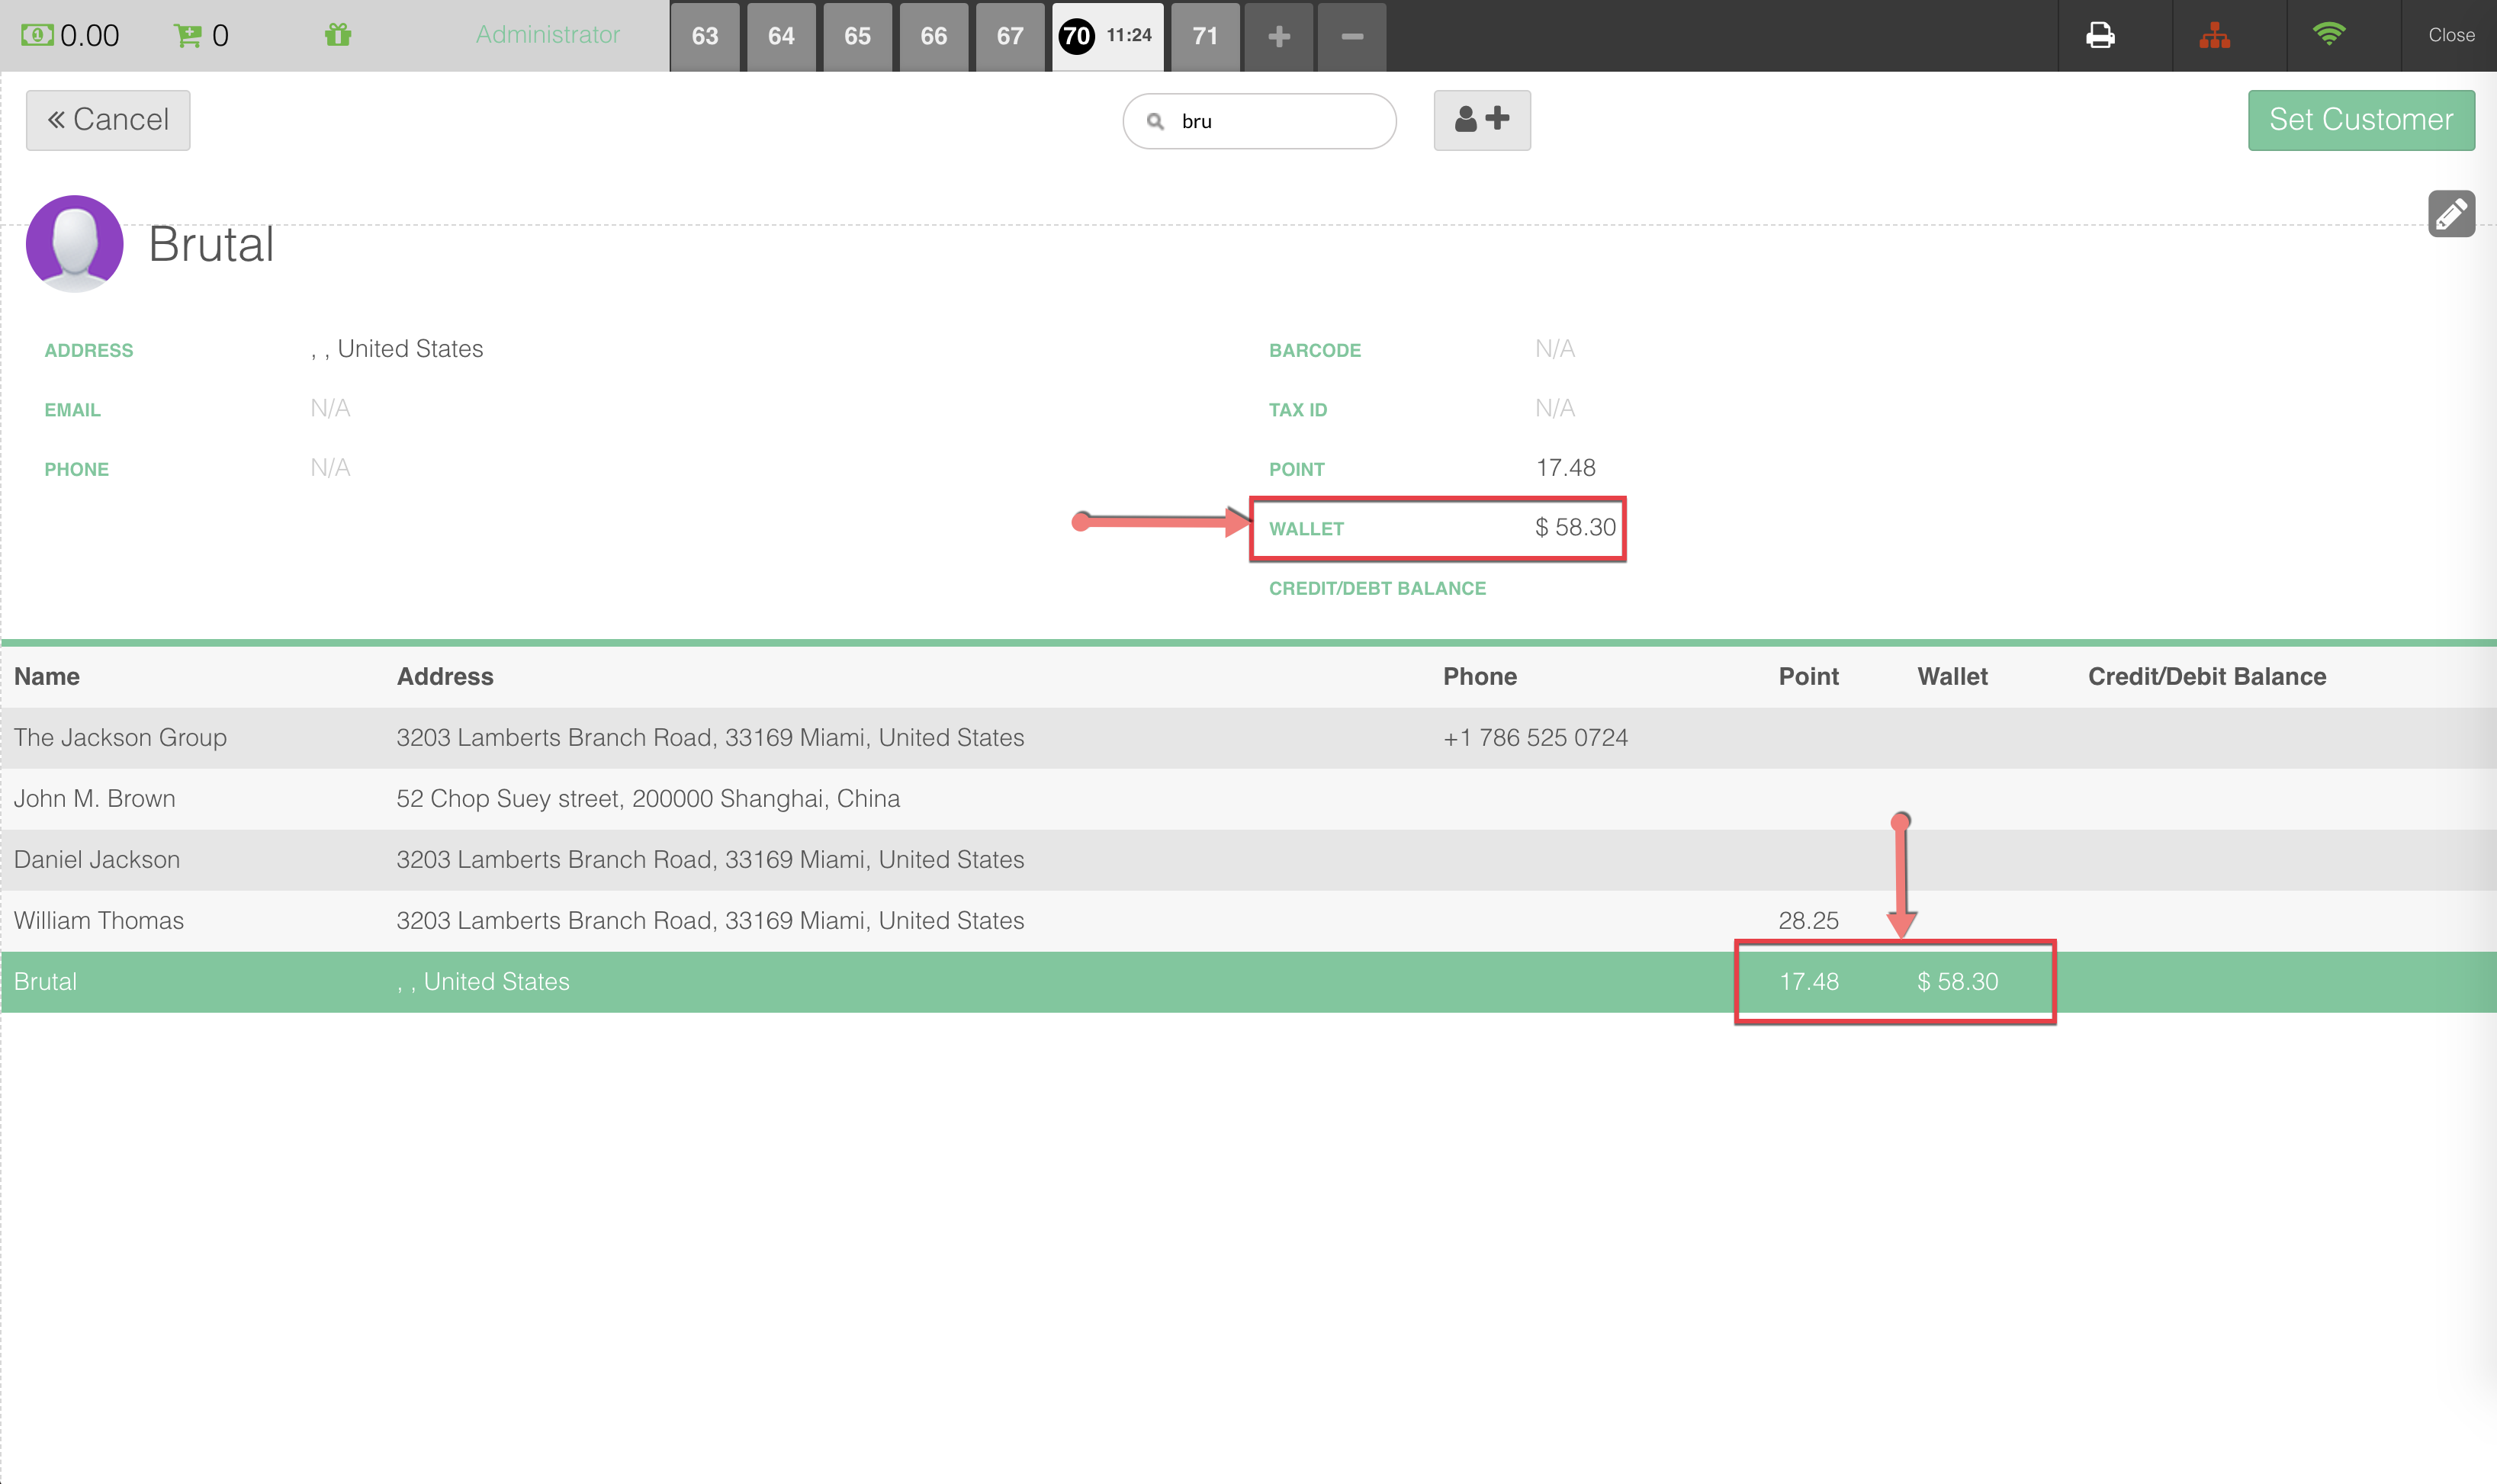 0.00 0 Administrator 63 64 65 66 67 70 11:24 71 Close
Cancel bru Set Customer
Brutal
ADDRESS , , United States BARCODE N/A
EMAIL N/A TAX ID N/A
PHONE N/A POINT 17.48
WALLET $ 58.30
CREDIT/DEBT BALANCE
Name Address Phone Point Wallet Credit/Debit Balance
The Jackson Group 3203 Lamberts Branch Road, 33169 Miami, United States +1 786 525 0724
John M. Brown 52 Chop Suey street, 200000 Shanghai, China
Daniel Jackson 3203 Lamberts Branch Road, 33169 Miami, United States
William Thomas 3203 Lamberts Branch Road, 33169 Miami, United States 28.25
Brutal , , United States 17.48 $ 58.30